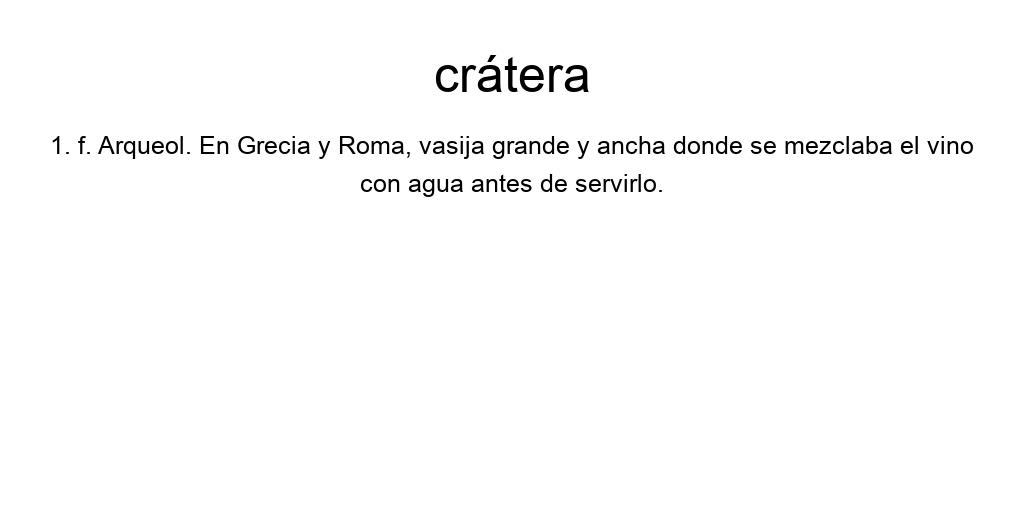 crátera
1. f. Arqueol. En Grecia y Roma, vasija grande y ancha donde se mezclaba el vino
con agua antes de servirlo.